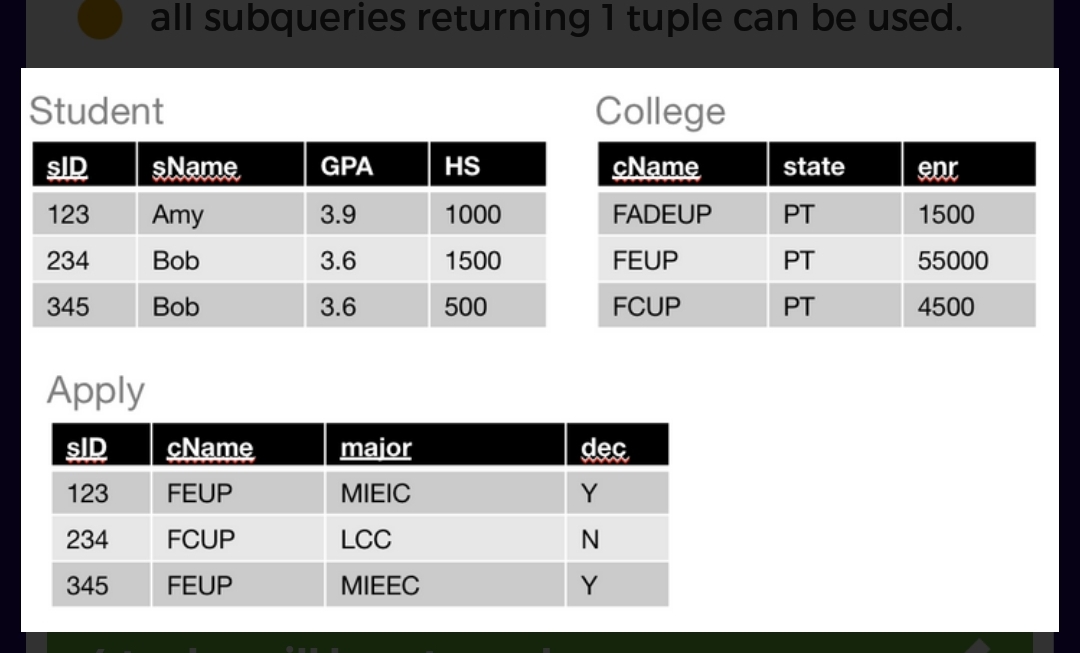 all subqueries returning 1 tuple can be used.
Student
sID sName GPA HS
123 Amy 3.9 1000
234 Bob 3.6 1500
345 Bob 3.6 500
College
cName state enr
FADEUP PT 1500
FEUP PT 55000
FCUP PT 4500
Apply
sID cName major dec
123 FEUP MIEIC Y
234 FCUP LCC N
345 FEUP MIEEC Y